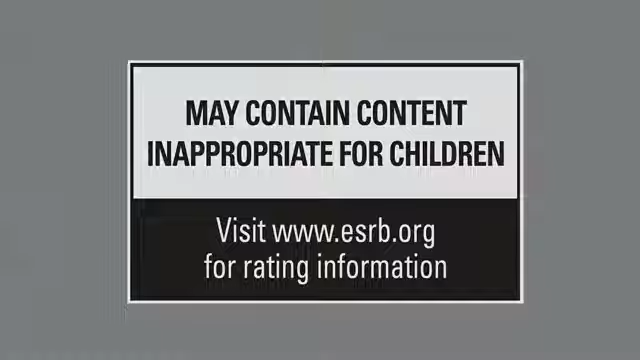 MAY CONTAIN CONTENT
INAPPROPRIATE FOR CHILDREN
Visit www.esrb.org
for rating information